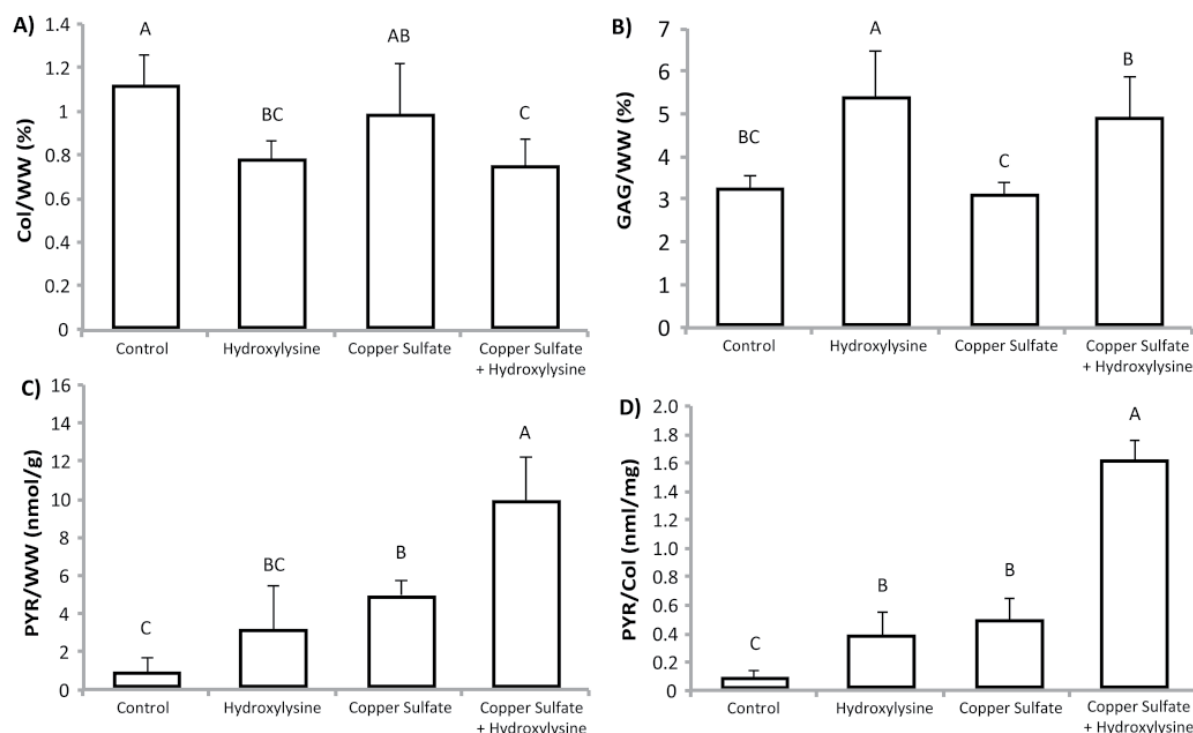 A)
Col/WW (%)
1.4
1.2
1
0.8
0.6
0.4
0.2
0
A
BC
AB
C
Control
Hydroxylysine
Copper Sulfate
Copper Sulfate
+ Hydroxylysine
B)
GAG/WW (%)
7
6
5
4
3
2
1
0
BC
A
C
B
Control
Hydroxylysine
Copper Sulfate
Copper Sulfate
+ Hydroxylysine
C)
PYR/WW (nmol/g)
16
14
12
10
8
6
4
2
0
C
BC
B
A
Control
Hydroxylysine
Copper Sulfate
Copper Sulfate
+ Hydroxylysine
D)
PYR/Col (nml/mg)
2.0
1.8
1.6
1.4
1.2
1.0
0.8
0.6
0.4
0.2
0
C
B
B
A
Control
Hydroxylysine
Copper Sulfate
Copper Sulfate
+ Hydroxylysine